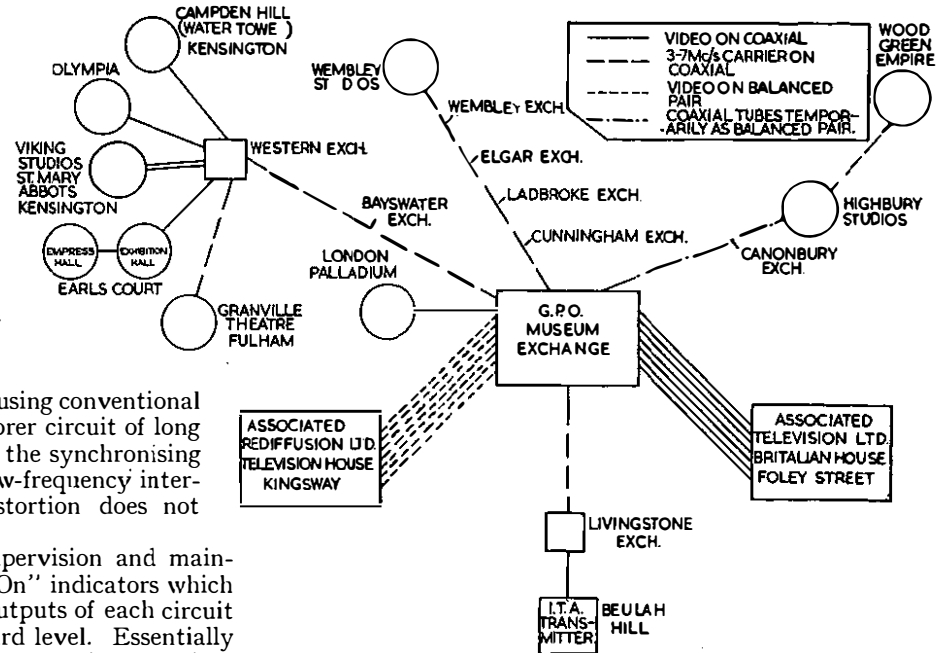 CAMPDEN HILL
(WATER TOWE )
KENSINGTON
OLYMPIA
VIKING
STUDIOS
ST. MARY
ABBOTS
KENSINGTON
WESTERN EXCH.
EMPRESS
HALL
EXHIBITION
HALL
EARLS COURT
GRANVILLE
THEATRE
FULHAM
BAYSWATER
EXCH.
LONDON
PALLADIUM
WEMBLEY
ST D OS
WEMBLEY EXCH.
ELGAR EXCH.
LADBROKE EXCH.
CUNNINGHAM EXCH.
VIDEO ON COAXIAL
3-7Mc/s CARRIER ON
COAXIAL
VIDEO ON BALANCED
PAIR
COAXIAL TUBES TEMPOR-
ARILY AS BALANCED PAIR.
WOOD
GREEN
EMPIRE
HIGHBURY
STUDIOS
CANONBURY
EXCH.
G.P.O.
MUSEUM
EXCHANGE
ASSOCIATED
REDIFFUSION LTD.
TELEVISION HOUSE
KINGSWAY
ASSOCIATED
TELEVISION LTD.
BRITALIAN HOUSE
FOLEY STREET
LIVINGSTONE
EXCH.
I.T.A.
TRANS-
MITTER
BEULAH
HILL
using conventional
orer circuit of long
the synchronising
w-frequency inter-
stortion does not
pervision and main-
On" indicators which
utputs of each circuit
rd level. Essentially